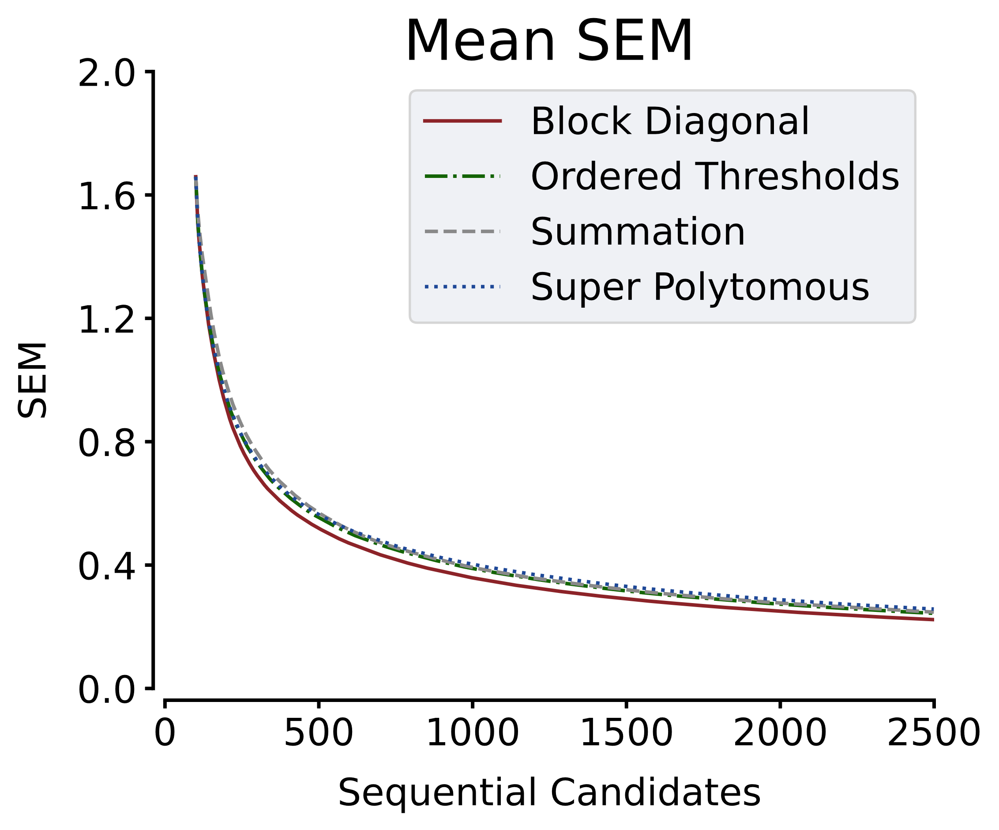 Mean SEM
2.0
1.6
1.2
0.8
0.4
0.0
SEM
Block Diagonal
Ordered Thresholds
Summation
Super Polytomous
0 500 1000 1500 2000 2500
Sequential Candidates